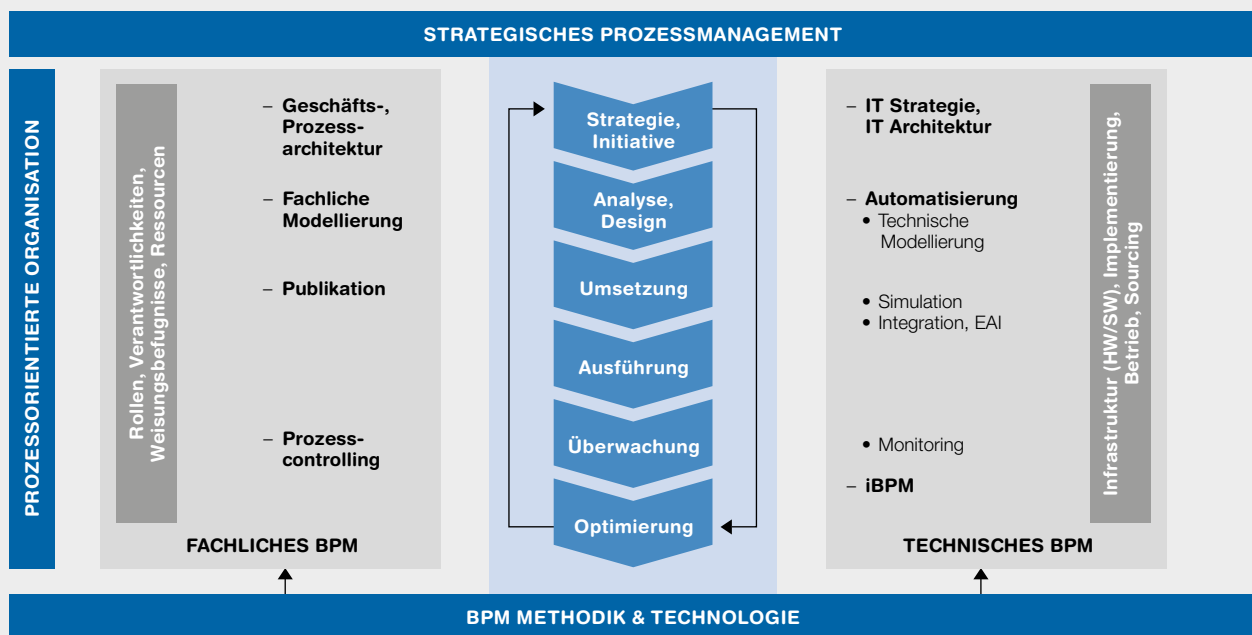 STRATEGISCHES PROZESSMANAGEMENT
PROZESSORIENTIERTE ORGANISATION
Rollen, Verantwortlichkeiten,
Weisungsbefugnisse, Ressourcen
– Geschäfts-,
Prozess-
architektur
– Fachliche
Modellierung
– Publikation
– Prozess-
controlling
FACHLICHES BPM
Strategie,
Initiative
Analyse,
Design
Umsetzung
Ausführung
Überwachung
Optimierung
– IT Strategie,
IT Architektur
– Automatisierung
• Technische
Modellierung
• Simulation
• Integration, EAI
• Monitoring
– iBPM
Infrastruktur (HW/SW), Implementierung,
Betrieb, Sourcing
TECHNISCHES BPM
BPM METHODIK & TECHNOLOGIE